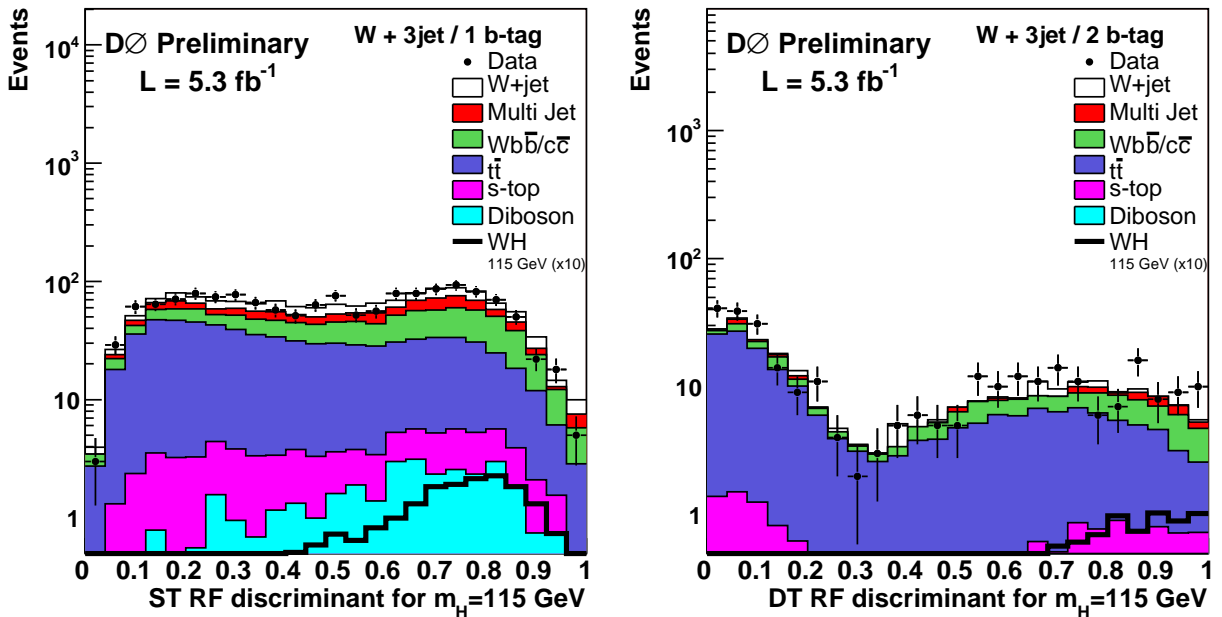 Events
DØ Preliminary
L = 5.3 fb⁻¹
W + 3jet / 1 b-tag
Data
W+jet
Multi Jet
Wbb̄/cc̄
tt̄
s-top
Diboson
WH
115 GeV (x10)
10⁴
10³
10²
10
1
0 0.1 0.2 0.3 0.4 0.5 0.6 0.7 0.8 0.9 1
ST RF discriminant for m_H=115 GeV
Events
DØ Preliminary
L = 5.3 fb⁻¹
W + 3jet / 2 b-tag
Data
W+jet
Multi Jet
Wbb̄/cc̄
tt̄
s-top
Diboson
WH
115 GeV (x10)
10³
10²
10
1
0 0.1 0.2 0.3 0.4 0.5 0.6 0.7 0.8 0.9 1
DT RF discriminant for m_H=115 GeV